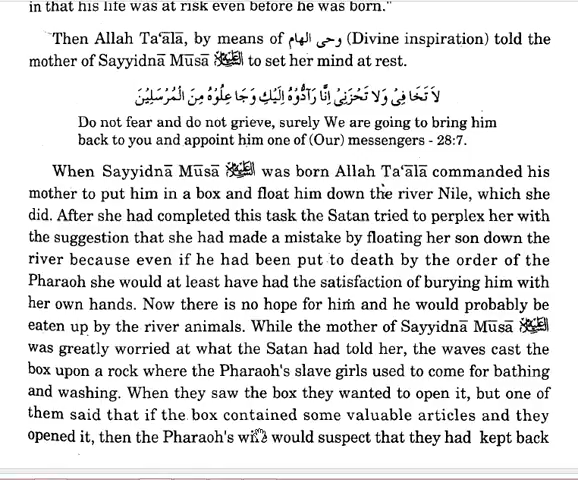 in that his life was at risk even before he was born."
Then Allah Ta'ālā, by means of وحی الهام (Divine inspiration) told the
mother of Sayyidnā Mūsā to set her mind at rest.
لَا تَخَافِىْ وَلَا تَحْزَنِىْ اِنَّا رَآدُّوْهُ اِلَيْكِ وَجَاعِلُوْهُ مِنَ الْمُرْسَلِيْنَ
Do not fear and do not grieve, surely We are going to bring him
back to you and appoint him one of (Our) messengers - 28:7.
When Sayyidnā Mūsā was born Allah Ta'ālā commanded his
mother to put him in a box and float him down the river Nile, which she
did. After she had completed this task the Satan tried to perplex her with
the suggestion that she had made a mistake by floating her son down the
river because even if he had been put to death by the order of the
Pharaoh she would at least have had the satisfaction of burying him with
her own hands. Now there is no hope for him and he would probably be
eaten up by the river animals. While the mother of Sayyidnā Mūsā
was greatly worried at what the Satan had told her, the waves cast the
box upon a rock where the Pharaoh's slave girls used to come for bathing
and washing. When they saw the box they wanted to open it, but one of
them said that if the box contained some valuable articles and they
opened it, then the Pharaoh's would suspect that they had kept back